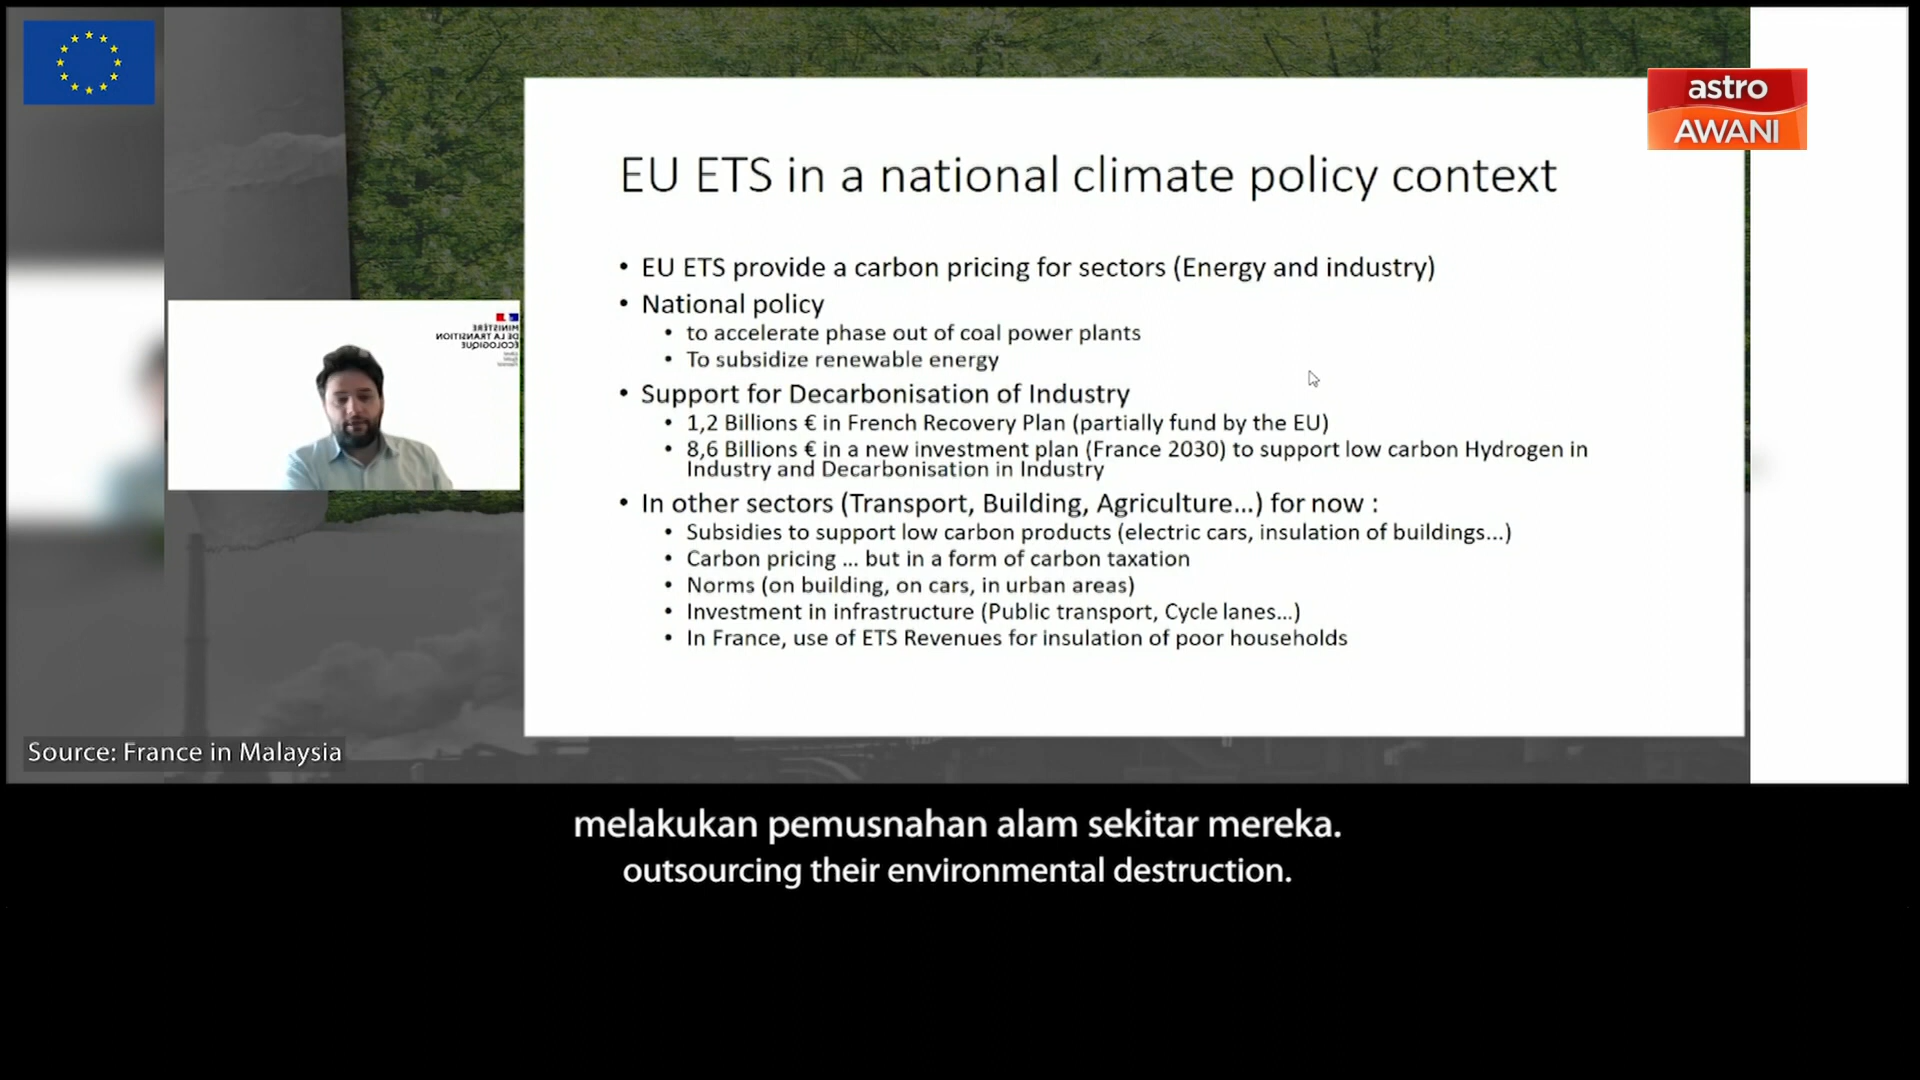 astro
AWANI
EU ETS in a national climate policy context
• EU ETS provide a carbon pricing for sectors (Energy and industry)
• National policy
• to accelerate phase out of coal power plants
• To subsidize renewable energy
• Support for Decarbonisation of Industry
• 1,2 Billions € in French Recovery Plan (partially fund by the EU)
• 8,6 Billions € in a new investment plan (France 2030) to support low carbon Hydrogen in
Industry and Decarbonisation in Industry
• In other sectors (Transport, Building, Agriculture...) for now :
• Subsidies to support low carbon products (electric cars, insulation of buildings...)
• Carbon pricing ... but in a form of carbon taxation
• Norms (on building, on cars, in urban areas)
• Investment in infrastructure (Public transport, Cycle lanes...)
• In France, use of ETS Revenues for insulation of poor households
MINISTÈRE
DE LA TRANSITION
ÉCOLOGIQUE
Source: France in Malaysia
melakukan pemusnahan alam sekitar mereka.
outsourcing their environmental destruction.